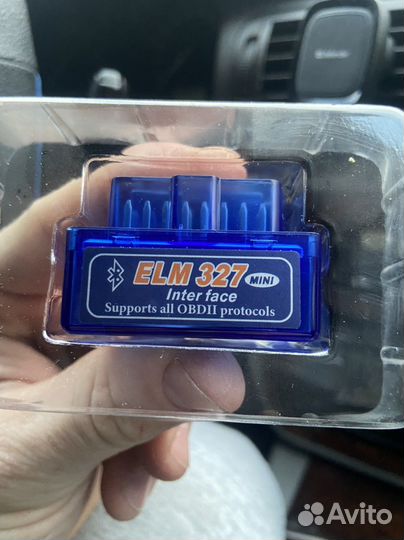 ELM 327 MINI
Inter face
Supports all OBDII protocols
Avito